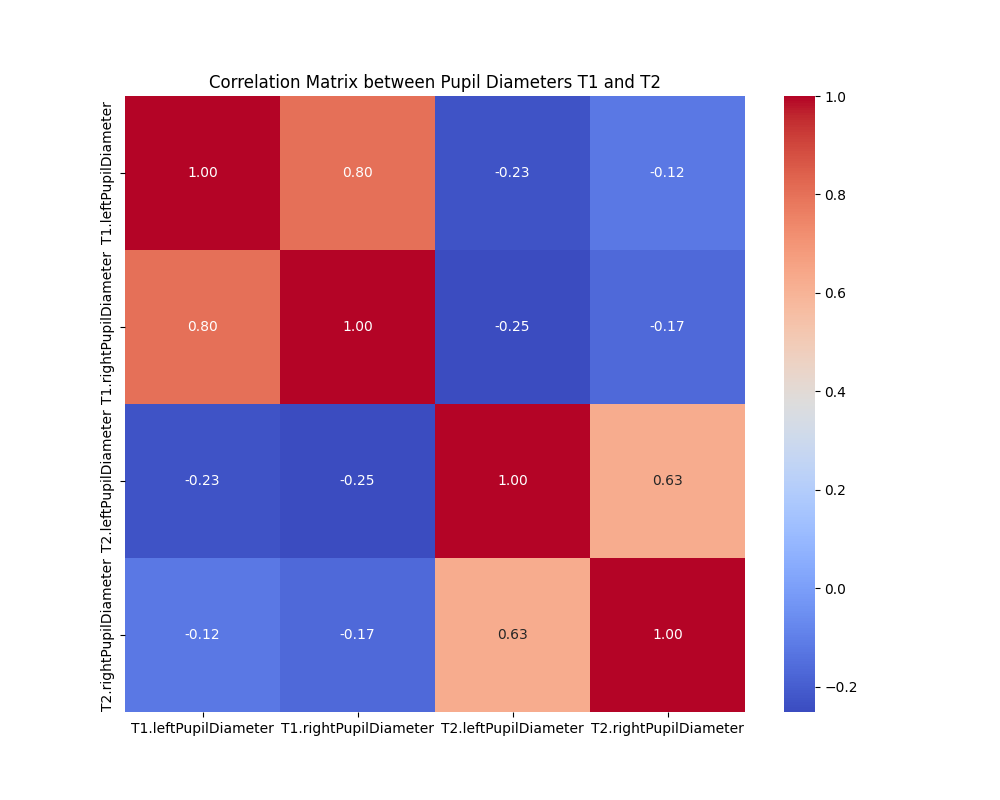 Correlation Matrix between Pupil Diameters T1 and T2
T1.leftPupilDiameter
1.00 0.80 -0.23 -0.12
T1.rightPupilDiameter
0.80 1.00 -0.25 -0.17
T2.leftPupilDiameter
-0.23 -0.25 1.00 0.63
T2.rightPupilDiameter
-0.12 -0.17 0.63 1.00
T1.leftPupilDiameter T1.rightPupilDiameter T2.leftPupilDiameter T2.rightPupilDiameter
1.0
0.8
0.6
0.4
0.2
0.0
−0.2